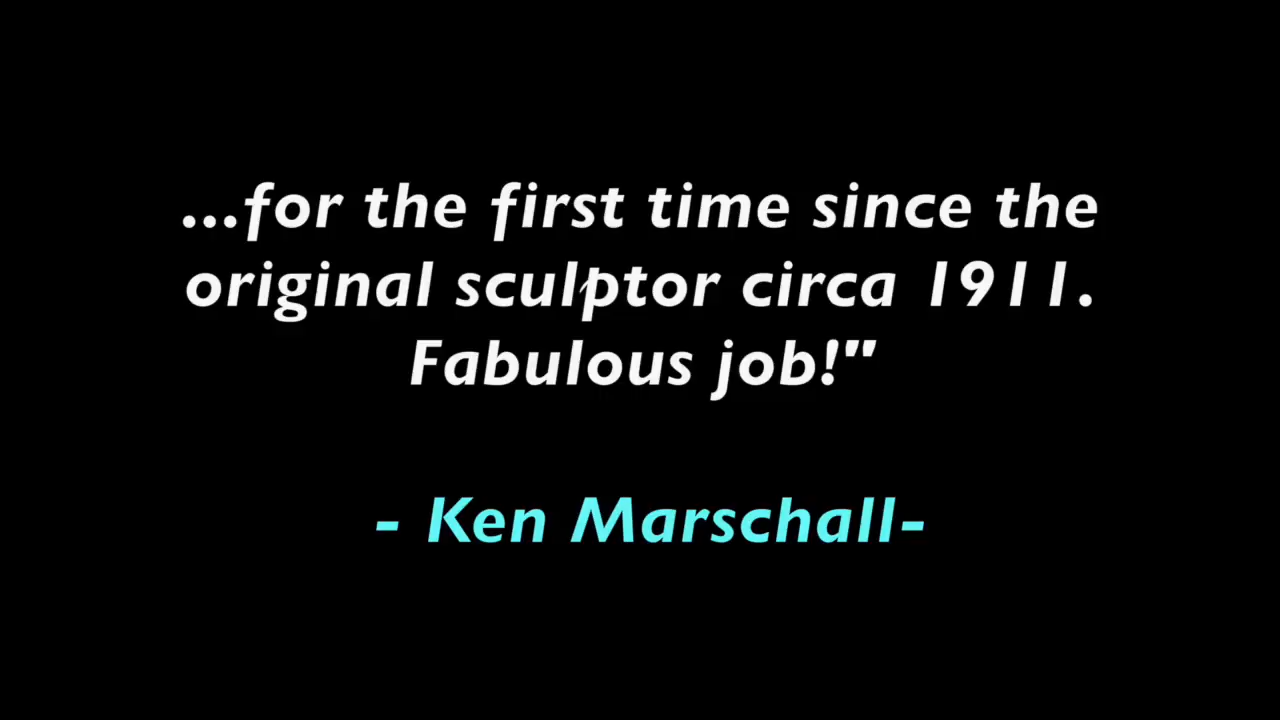 ...for the first time since the
original sculptor circa 1911.
Fabulous job!"
- Ken Marschall-